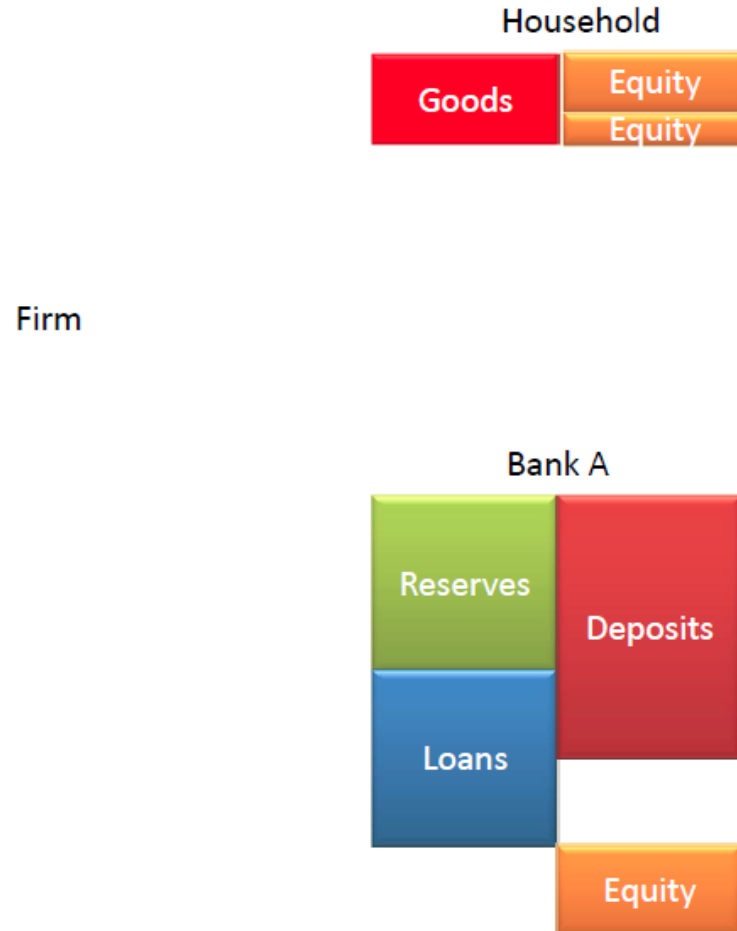 Household
Goods
Equity
Equity
Firm
Bank A
Reserves
Deposits
Loans
Equity